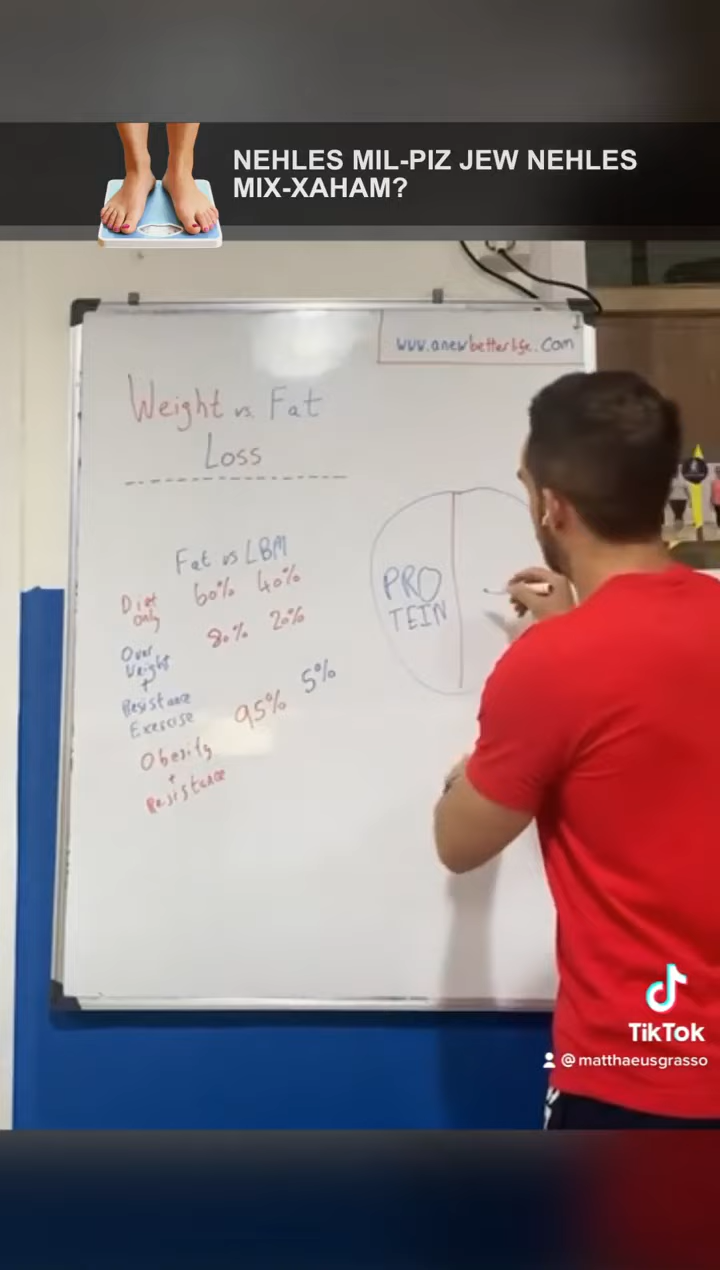 NEHLES MIL-PIZ JEW NEHLES
MIX-XAHAM?
www.anewbetterlife.com
Weight vs. Fat
Loss
Fat vs LBM
Diet only 60% 40%
Over Weight + Resistance Exercise 80% 20%
Obesity + Resistance 95% 5%
PRO
TEIN
TikTok
@matthaeusgrasso